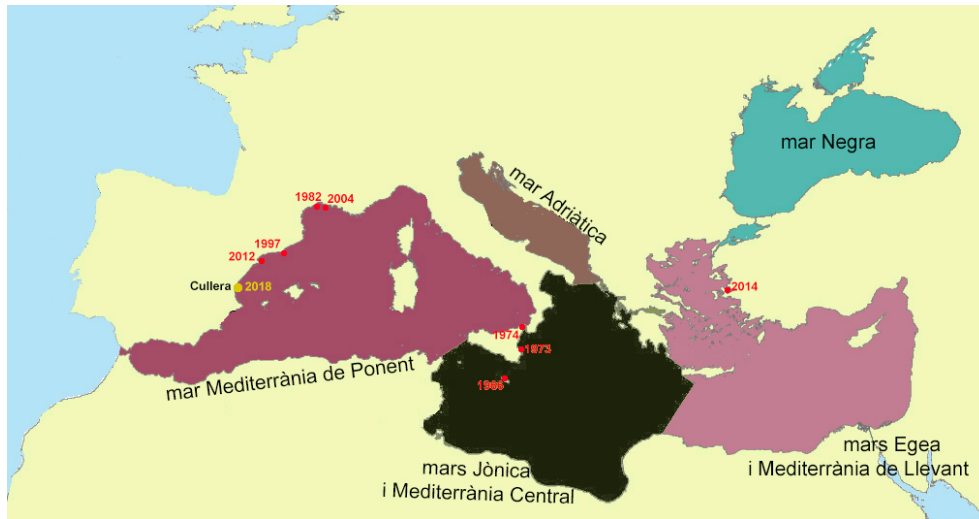 mar Negra
mar Adriàtica
1982
2004
1997
2012
Cullera
2018
2014
1974
1973
mar Mediterrània de Ponent
mars Jònica
i Mediterrània Central
mars Egea
i Mediterrània de Llevant